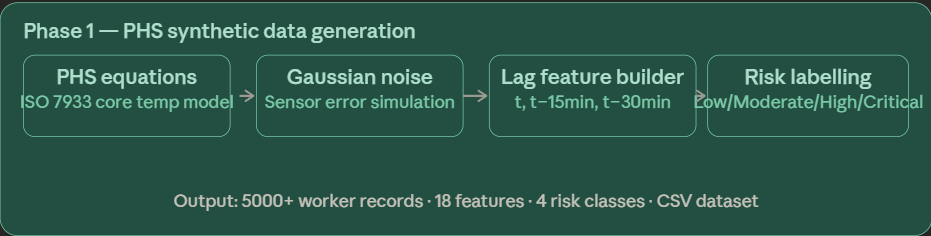 Phase 1 — PHS synthetic data generation
PHS equations
ISO 7933 core temp model
Gaussian noise
Sensor error simulation
Lag feature builder
t, t−15min, t−30min
Risk labelling
Low/Moderate/High/Critical
Output: 5000+ worker records · 18 features · 4 risk classes · CSV dataset